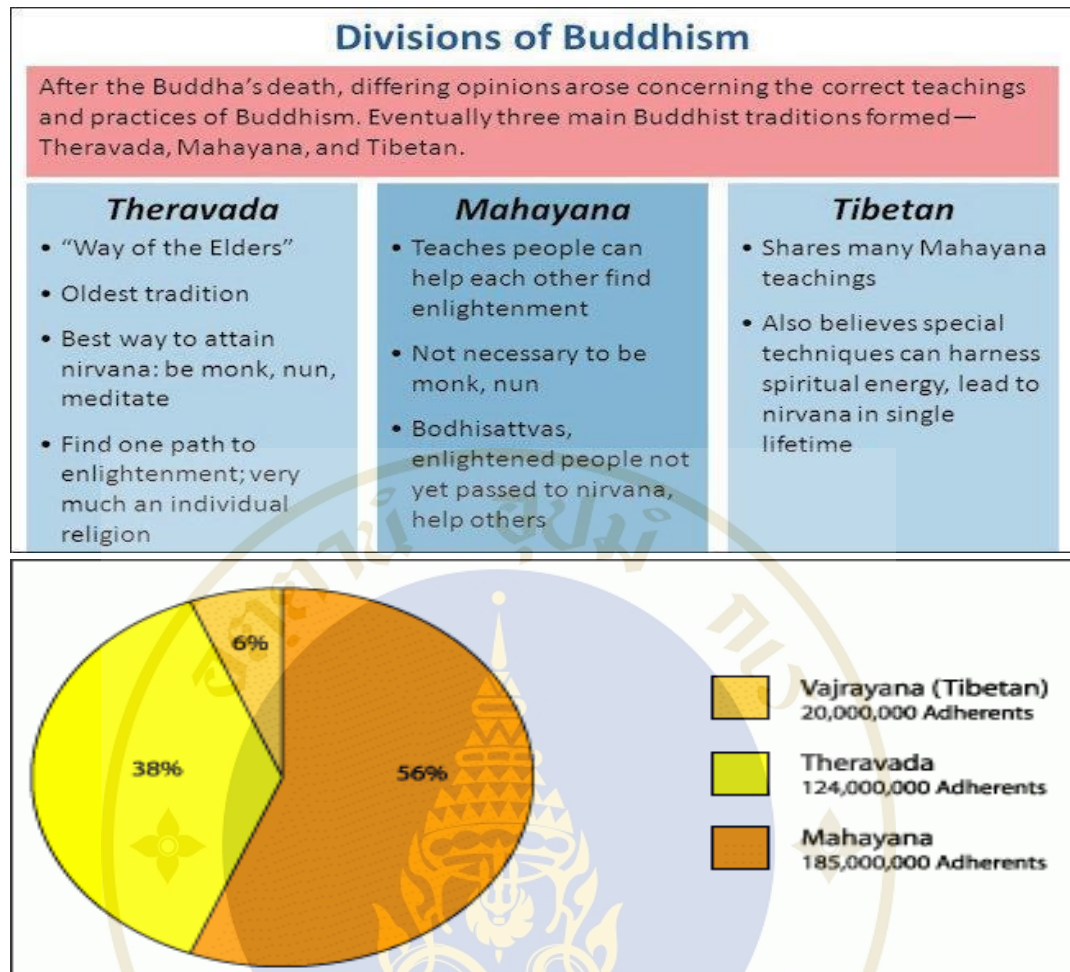 Divisions of Buddhism
After the Buddha's death, differing opinions arose concerning the correct teachings
and practices of Buddhism. Eventually three main Buddhist traditions formed—
Theravada, Mahayana, and Tibetan.
Theravada
• "Way of the Elders"
• Oldest tradition
• Best way to attain
nirvana: be monk, nun,
meditate
• Find one path to
enlightenment; very
much an individual
religion
Mahayana
• Teaches people can
help each other find
enlightenment
• Not necessary to be
monk, nun
• Bodhisattvas,
enlightened people not
yet passed to nirvana,
help others
Tibetan
• Shares many Mahayana
teachings
• Also believes special
techniques can harness
spiritual energy, lead to
nirvana in single
lifetime
6%
38%
56%
Vajrayana (Tibetan)
20,000,000 Adherents
Theravada
124,000,000 Adherents
Mahayana
185,000,000 Adherents